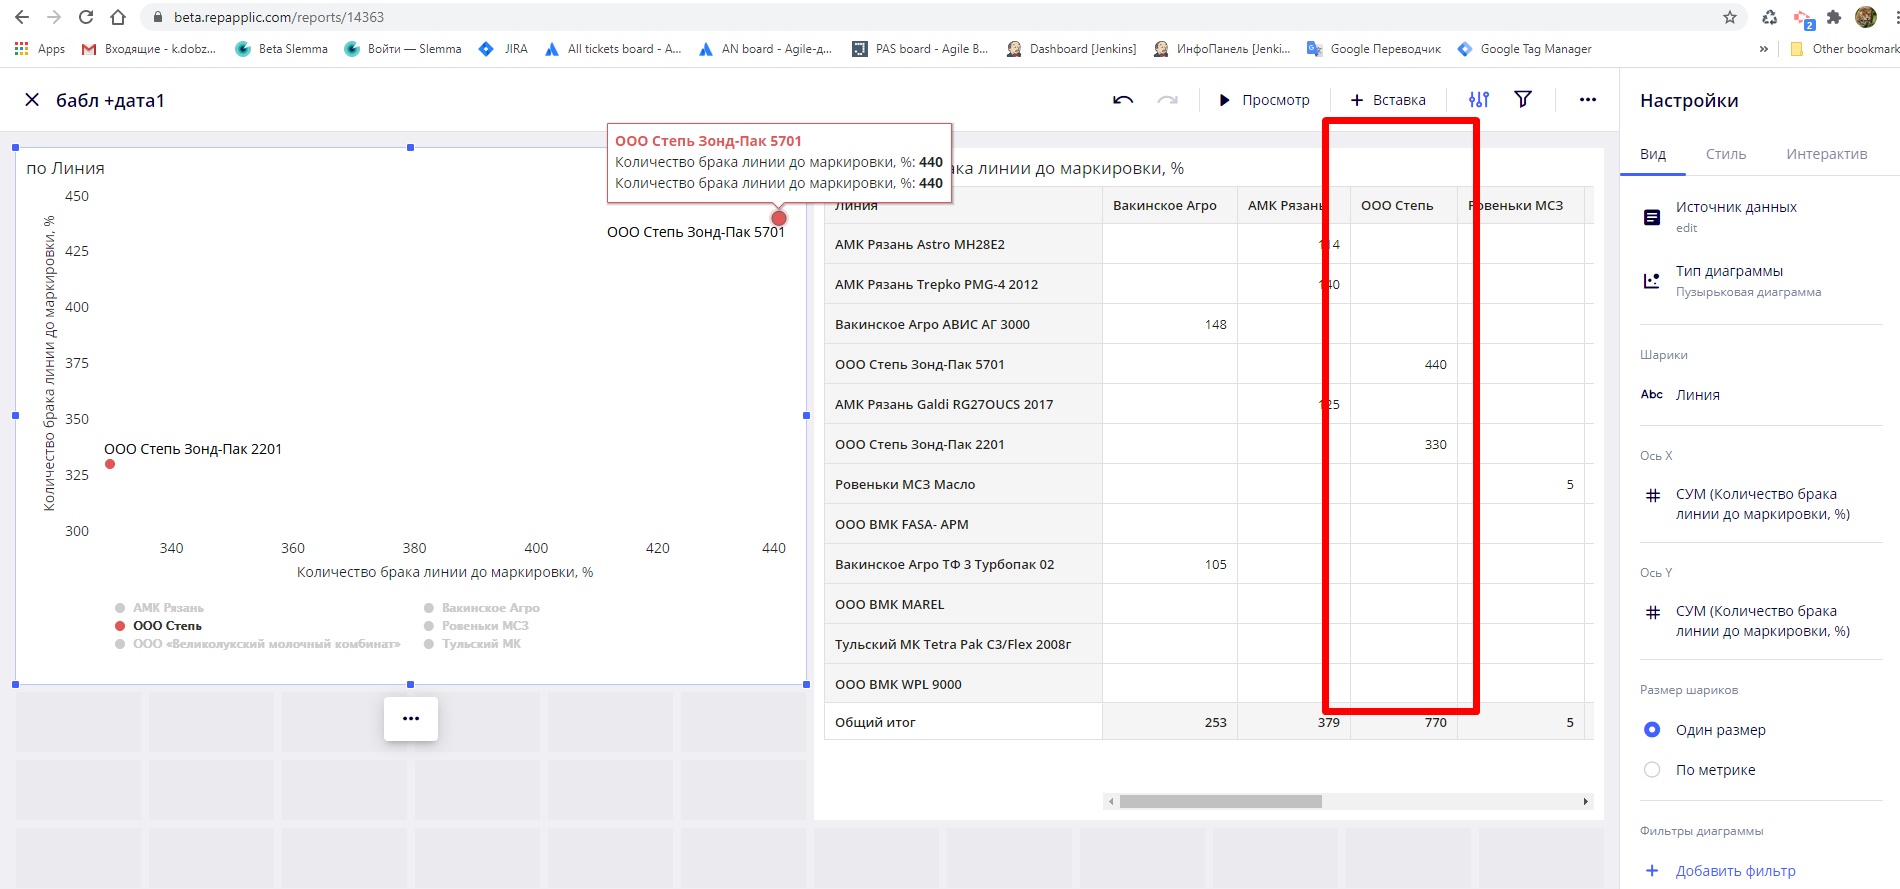 beta.repapplic.com/reports/14363
2
Apps
Входящие - k.dobz...
Beta Slemma
Войти — Slemma
JIRA
All tickets board - A...
AN board - Agile-д...
PAS board - Agile B...
Dashboard [Jenkins]
ИнфоПанель [Jenki...
Google Переводчик
Google Tag Manager
»
Other bookmark
бабл +дата1
Просмотр
Вставка
Настройки
Вид
Стиль
Интерактив
ООО Степь Зонд-Пак 5701
Количество брака линии до маркировки, %: 440
Количество брака линии до маркировки, %: 440
по Линия
450
425
400
375
350
325
300
Количество брака линии до маркировки, %
ООО Степь Зонд-Пак 5701
ООО Степь Зонд-Пак 2201
340 360 380 400 420 440
Количество брака линии до маркировки, %
АМК Рязань
Вакинское Агро
ООО Степь
Ровеньки МСЗ
ООО «Великолукский молочный комбинат»
Тульский МК
ака линии до маркировки, %
Линия Вакинское Агро АМК Рязань ООО Степь Ровеньки МСЗ
АМК Рязань Astro MH28E2 114
АМК Рязань Trepko PMG-4 2012 140
Вакинское Агро АВИС АГ 3000 148
ООО Степь Зонд-Пак 5701 440
АМК Рязань Galdi RG27OUCS 2017 125
ООО Степь Зонд-Пак 2201 330
Ровеньки МСЗ Масло 5
ООО ВМК FASA- АРМ
Вакинское Агро ТФ 3 Турбопак 02 105
ООО ВМК MAREL
Тульский МК Tetra Pak C3/Flex 2008г
ООО ВМК WPL 9000
Общий итог 253 379 770 5
Источник данных
edit
Тип диаграммы
Пузырьковая диаграмма
Шарики
Abc Линия
Ось X
СУМ (Количество брака
линии до маркировки, %)
Ось Y
СУМ (Количество брака
линии до маркировки, %)
Размер шариков
Один размер
По метрике
Фильтры диаграммы
+ Добавить фильтр